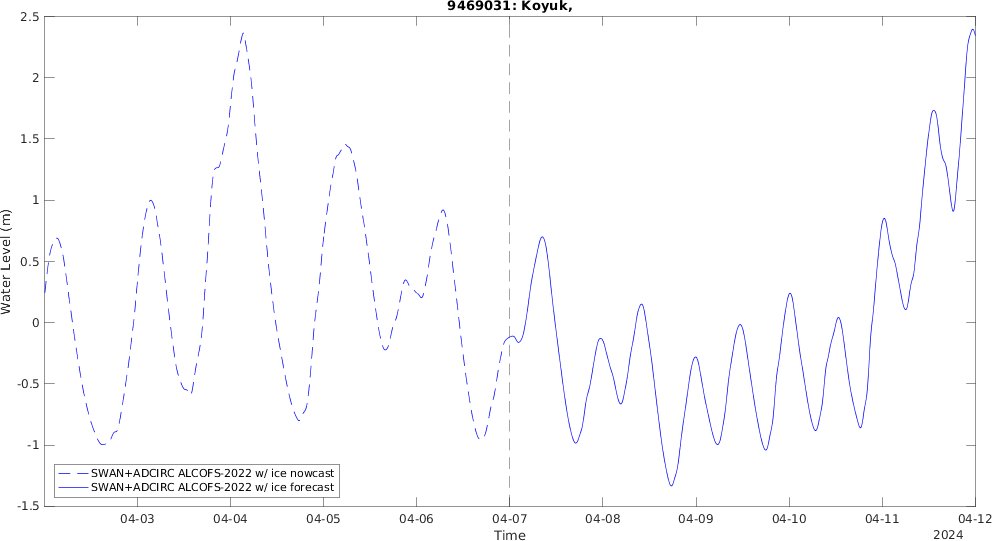 9469031: Koyuk,
2.5
2
1.5
1
0.5
0
-0.5
-1
-1.5
Water Level (m)
SWAN+ADCIRC ALCOFS-2022 w/ ice nowcast
SWAN+ADCIRC ALCOFS-2022 w/ ice forecast
04-03 04-04 04-05 04-06 04-07 04-08 04-09 04-10 04-11 04-12
Time
2024